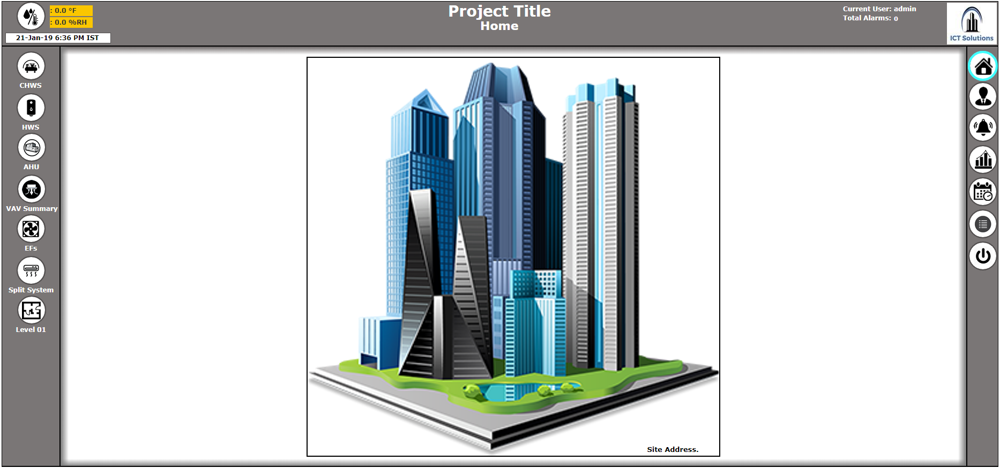 : 0.0 °F
: 0.0 %RH
21-Jan-19 6:36 PM IST
Project Title
Home
Current User: admin
Total Alarms: 0
ICT Solutions
CHWS
HWS
AHU
VAV Summary
EFs
Split System
Level 01
Site Address.